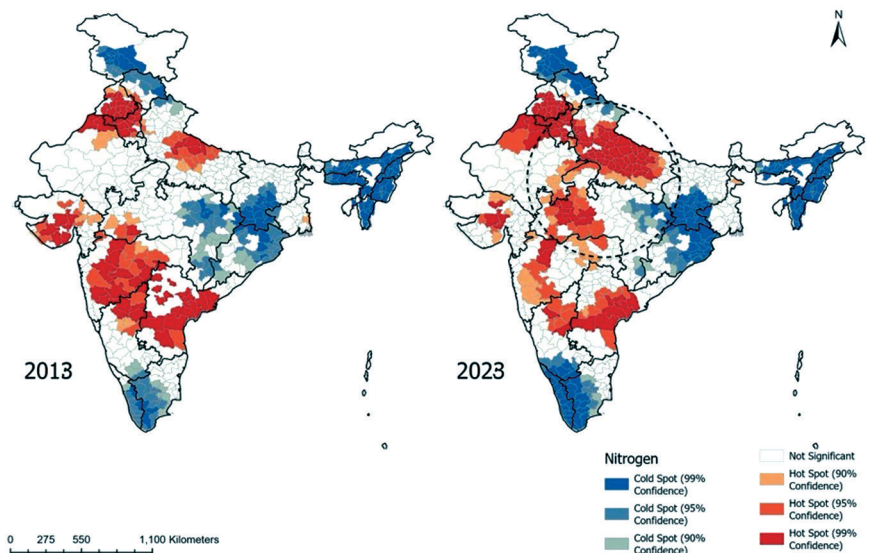 N
2013
2023
Nitrogen
Cold Spot (99%
Confidence)
Cold Spot (95%
Confidence)
Cold Spot (90%
Confidence)
Not Significant
Hot Spot (90%
Confidence)
Hot Spot (95%
Confidence)
Hot Spot (99%
Confidence)
0 275 550 1,100 Kilometers